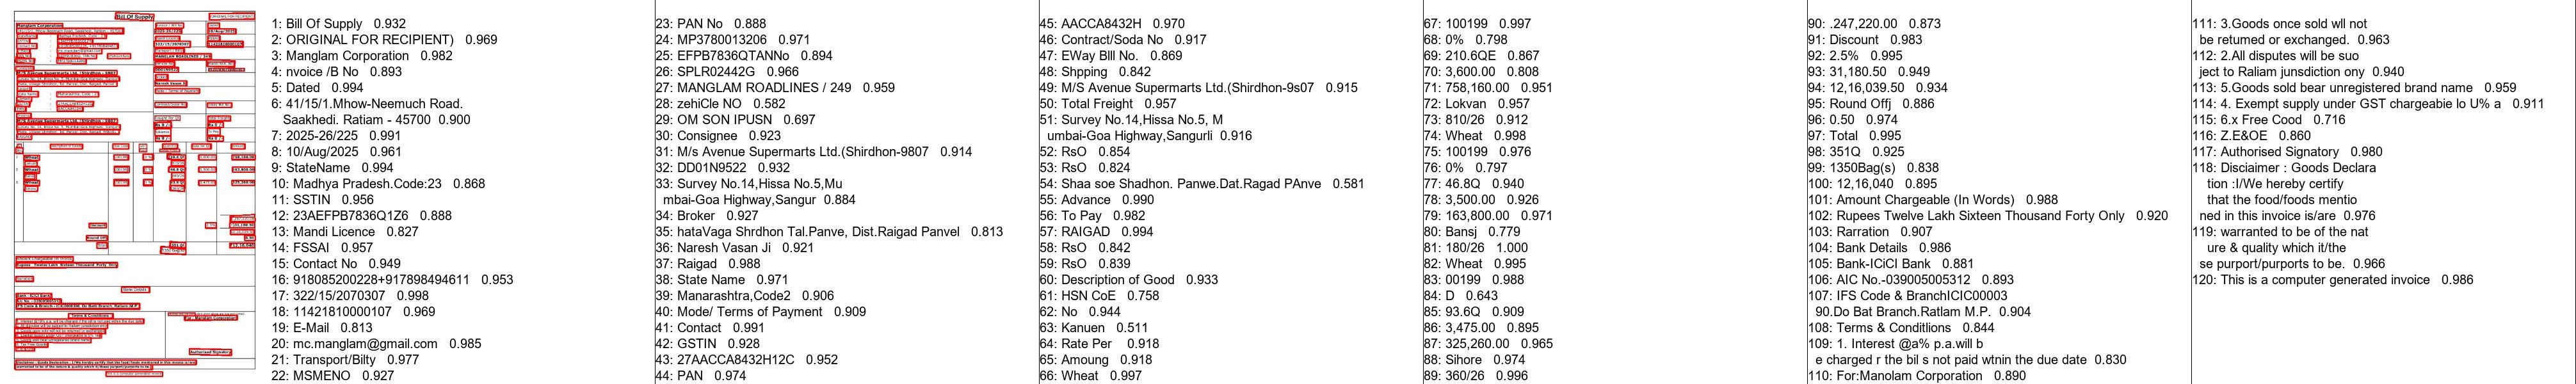 1: Bill Of Supply 0.932
2: ORIGINAL FOR RECIPIENT) 0.969
3: Manglam Corporation 0.982
4: nvoice /B No 0.893
5: Dated 0.994
6: 41/15/1.Mhow-Neemuch Road.
Saakhedi. Ratiam - 45700 0.900
7: 2025-26/225 0.991
8: 10/Aug/2025 0.961
9: StateName 0.994
10: Madhya Pradesh.Code:23 0.868
11: SSTIN 0.956
12: 23AEFPB7836Q1Z6 0.888
13: Mandi Licence 0.827
14: FSSAI 0.957
15: Contact No 0.949
16: 918085200228+917898494611 0.953
17: 322/15/2070307 0.998
18: 11421810000107 0.969
19: E-Mail 0.813
20: mc.manglam@gmail.com 0.985
21: Transport/Bilty 0.977
22: MSMENO 0.927
23: PAN No 0.888
24: MP3780013206 0.971
25: EFPB7836QTANNo 0.894
26: SPLR02442G 0.966
27: MANGLAM ROADLINES / 249 0.959
28: zehiCle NO 0.582
29: OM SON IPUSN 0.697
30: Consignee 0.923
31: M/s Avenue Supermarts Ltd.(Shirdhon-9807 0.914
32: DD01N9522 0.932
33: Survey No.14,Hissa No.5,Mu
mbai-Goa Highway,Sangur 0.884
34: Broker 0.927
35: hataVaga Shrdhon Tal.Panve, Dist.Raigad Panvel 0.813
36: Naresh Vasan Ji 0.921
37: Raigad 0.988
38: State Name 0.971
39: Manarashtra,Code2 0.906
40: Mode/ Terms of Payment 0.909
41: Contact 0.991
42: GSTIN 0.928
43: 27AACCA8432H12C 0.952
44: PAN 0.974
45: AACCA8432H 0.970
46: Contract/Soda No 0.917
47: EWay BIll No. 0.869
48: Shpping 0.842
49: M/S Avenue Supermarts Ltd.(Shirdhon-9s07 0.915
50: Total Freight 0.957
51: Survey No.14,Hissa No.5, M
umbai-Goa Highway,Sangurli 0.916
52: RsO 0.854
53: RsO 0.824
54: Shaa soe Shadhon. Panwe.Dat.Ragad PAnve 0.581
55: Advance 0.990
56: To Pay 0.982
57: RAIGAD 0.994
58: RsO 0.842
59: RsO 0.839
60: Description of Good 0.933
61: HSN CoE 0.758
62: No 0.944
63: Kanuen 0.511
64: Rate Per 0.918
65: Amoung 0.918
66: Wheat 0.997
67: 100199 0.997
68: 0% 0.798
69: 210.6QE 0.867
70: 3,600.00 0.808
71: 758,160.00 0.951
72: Lokvan 0.957
73: 810/26 0.912
74: Wheat 0.998
75: 100199 0.976
76: 0% 0.797
77: 46.8Q 0.940
78: 3,500.00 0.926
79: 163,800.00 0.971
80: Bansj 0.779
81: 180/26 1.000
82: Wheat 0.995
83: 00199 0.988
84: D 0.643
85: 93.6Q 0.909
86: 3,475.00 0.895
87: 325,260.00 0.965
88: Sihore 0.974
89: 360/26 0.996
90: .247,220.00 0.873
91: Discount 0.983
92: 2.5% 0.995
93: 31,180.50 0.949
94: 12,16,039.50 0.934
95: Round Offj 0.886
96: 0.50 0.974
97: Total 0.995
98: 351Q 0.925
99: 1350Bag(s) 0.838
100: 12,16,040 0.895
101: Amount Chargeable (In Words) 0.988
102: Rupees Twelve Lakh Sixteen Thousand Forty Only 0.920
103: Rarration 0.907
104: Bank Details 0.986
105: Bank-ICiCI Bank 0.881
106: AIC No.-039005005312 0.893
107: IFS Code & BranchICIC00003
90.Do Bat Branch.Ratlam M.P. 0.904
108: Terms & Conditions 0.844
109: 1. Interest @a% p.a.will b
e charged r the bil s not paid wtnin the due date 0.830
110: For:Manolam Corporation 0.890
111: 3.Goods once sold wll not
be retumed or exchanged. 0.963
112: 2.All disputes will be suo
ject to Raliam junsdiction ony 0.940
113: 5.Goods sold bear unregistered brand name 0.959
114: 4. Exempt supply under GST chargeable lo U% a 0.911
115: 6.x Free Cood 0.716
116: Z.E&OE 0.860
117: Authorised Signatory 0.980
118: Disciaimer : Goods Declara
tion :I/We hereby certify
that the food/foods mentio
ned in this invoice is/are 0.976
119: warranted to be of the nat
ure & quality which it/the
se purport/purports to be. 0.966
120: This is a computer generated invoice 0.986